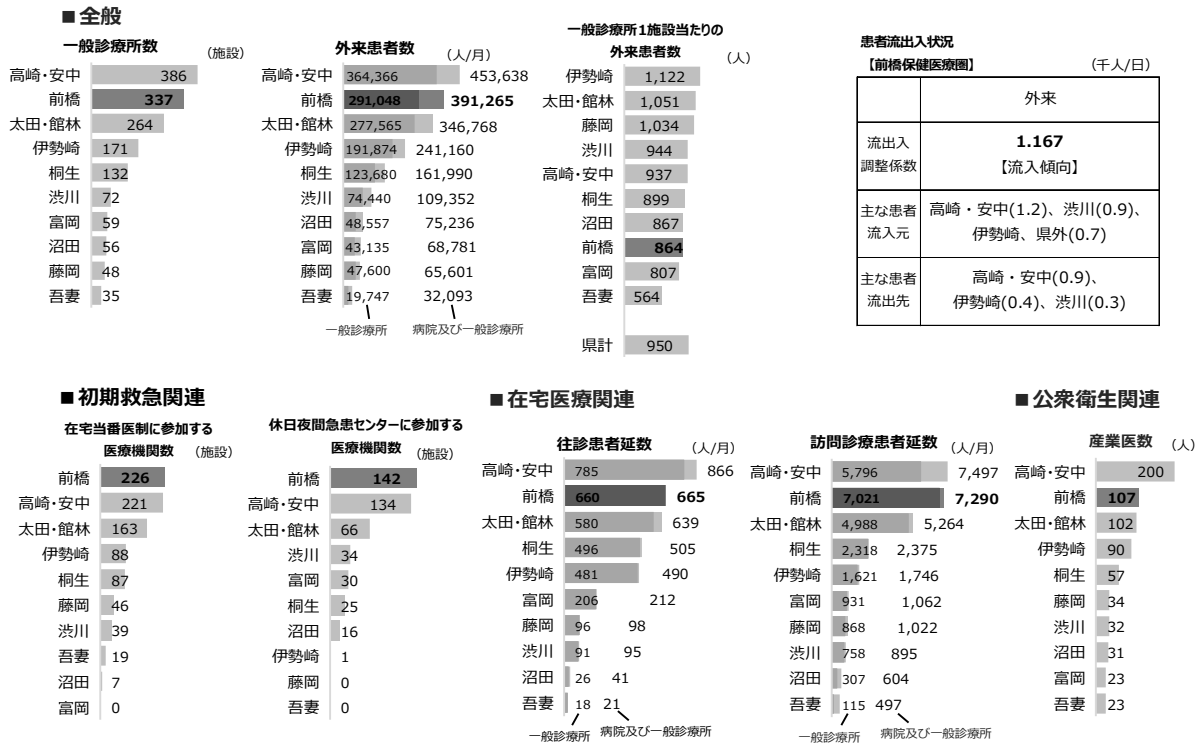 ■全般
一般診療所数 （施設）
高崎・安中 386
前橋 337
太田・館林 264
伊勢崎 171
桐生 132
渋川 72
富岡 59
沼田 56
藤岡 48
吾妻 35
外来患者数 （人/月）
高崎・安中 364,366 453,638
前橋 291,048 391,265
太田・館林 277,565 346,768
伊勢崎 191,874 241,160
桐生 123,680 161,990
渋川 74,440 109,352
沼田 48,557 75,236
富岡 43,135 68,781
藤岡 47,600 65,601
吾妻 19,747 32,093
一般診療所 病院及び一般診療所
一般診療所1施設当たりの
外来患者数 （人）
伊勢崎 1,122
太田・館林 1,051
藤岡 1,034
渋川 944
高崎・安中 937
桐生 899
沼田 867
前橋 864
富岡 807
吾妻 564
県計 950
患者流出入状況
【前橋保健医療圏】 （千人/日）
外来
流出入
調整係数
1.167
【流入傾向】
主な患者
流入元
高崎・安中(1.2)、渋川(0.9)、
伊勢崎、県外(0.7)
主な患者
流出先
高崎・安中(0.9)、
伊勢崎(0.4)、渋川(0.3)
■初期救急関連
在宅当番医制に参加する
医療機関数 （施設）
前橋 226
高崎・安中 221
太田・館林 163
伊勢崎 88
桐生 87
藤岡 46
渋川 39
吾妻 19
沼田 7
富岡 0
休日夜間急患センターに参加する
医療機関数 （施設）
前橋 142
高崎・安中 134
太田・館林 66
渋川 34
富岡 30
桐生 25
沼田 16
伊勢崎 1
藤岡 0
吾妻 0
■在宅医療関連
往診患者延数 （人/月）
高崎・安中 785 866
前橋 660 665
太田・館林 580 639
桐生 496 505
伊勢崎 481 490
富岡 206 212
藤岡 96 98
渋川 91 95
沼田 26 41
吾妻 18 21
一般診療所 病院及び一般診療所
訪問診療患者延数 （人/月）
高崎・安中 5,796 7,497
前橋 7,021 7,290
太田・館林 4,988 5,264
桐生 2,318 2,375
伊勢崎 1,621 1,746
富岡 931 1,062
藤岡 868 1,022
渋川 758 895
沼田 307 604
吾妻 115 497
一般診療所 病院及び一般診療所
■公衆衛生関連
産業医数 （人）
高崎・安中 200
前橋 107
太田・館林 102
伊勢崎 90
桐生 57
藤岡 34
渋川 32
沼田 31
富岡 23
吾妻 23